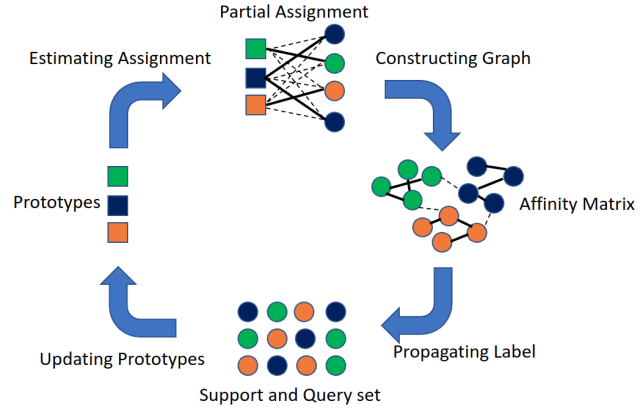 Partial Assignment
Estimating Assignment
Constructing Graph
Prototypes
Affinity Matrix
Updating Prototypes
Propagating Label
Support and Query set